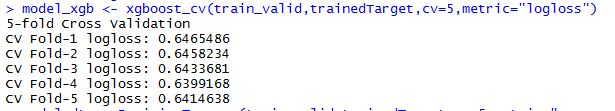 > model_xgb <- xgboost_cv(train_valid,trainedTarget,cv=5,metric="logloss")
5-fold Cross Validation
CV Fold-1 logloss: 0.6465486
CV Fold-2 logloss: 0.6458234
CV Fold-3 logloss: 0.6433681
CV Fold-4 logloss: 0.6399168
CV Fold-5 logloss: 0.6414638